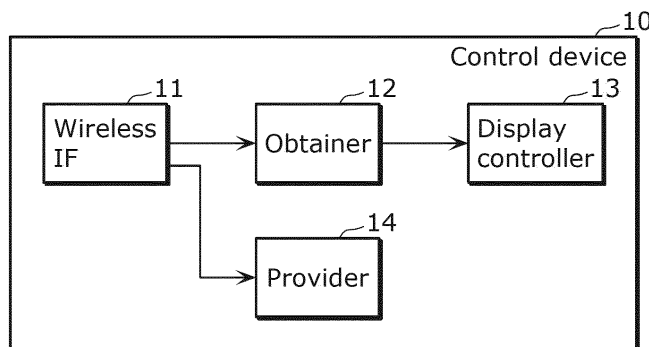 10
Control device
11
12
13
Wireless
IF
Obtainer
Display
controller
14
Provider